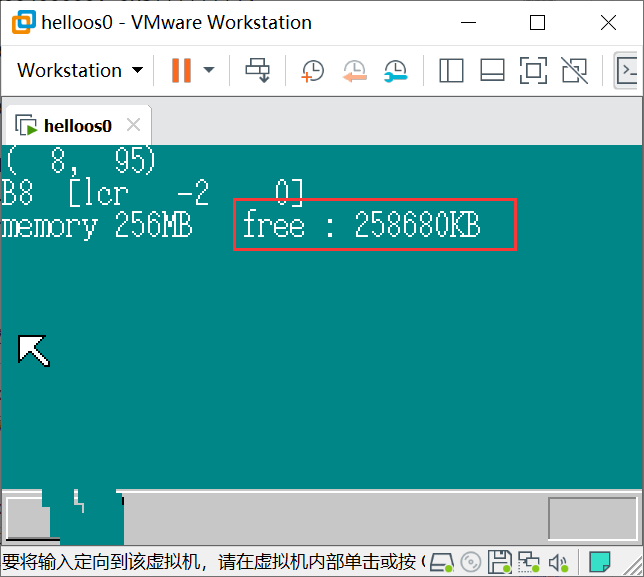 helloos0 - VMware Workstation
Workstation
helloos0
(  8,  95)
B8  [lcr   -2    0]
memory 256MB   free : 258680KB
要将输入定向到该虚拟机，请在虚拟机内部单击或按